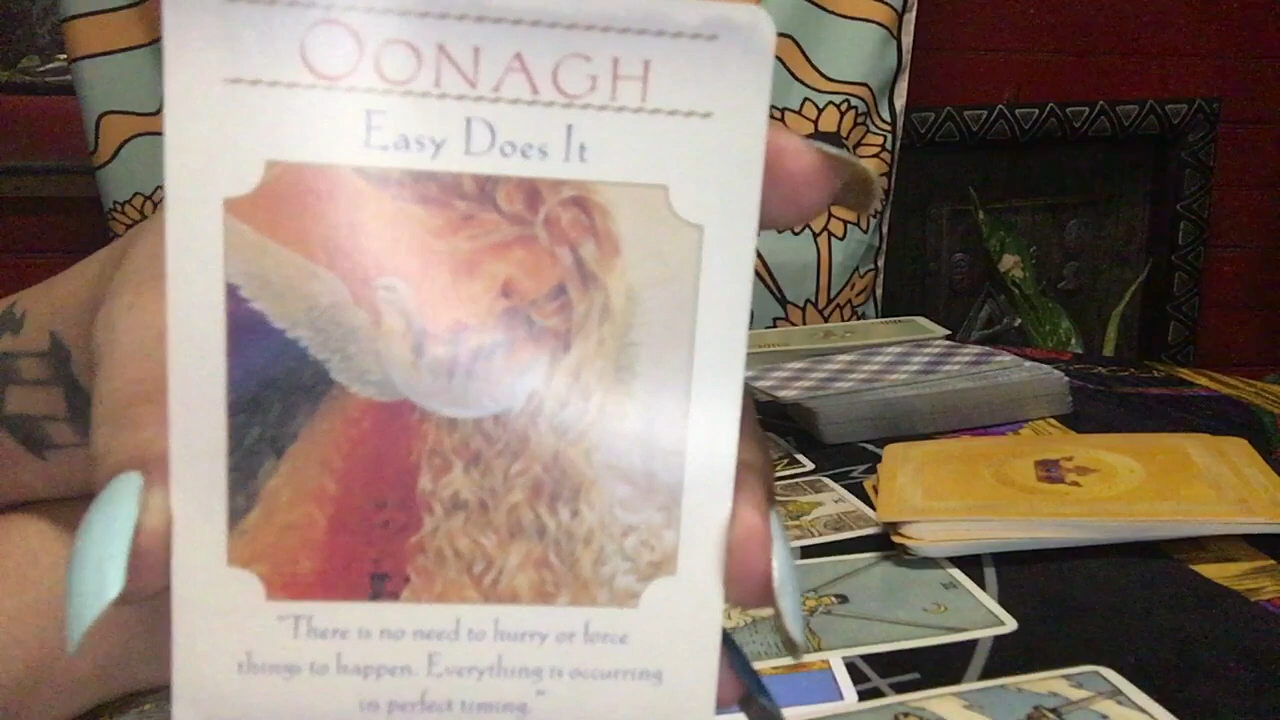 OONAGH
Easy Does It
"There is no need to hurry or force
things to happen. Everything is occurring
in perfect timing."